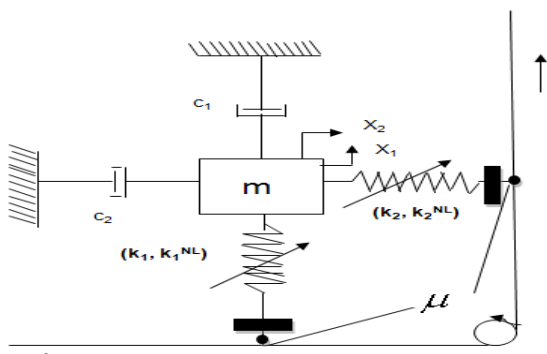 c₁
X₂
X₁
m
c₂
(k₂, k₂ᴺᴸ)
(k₁, k₁ᴺᴸ)
μ